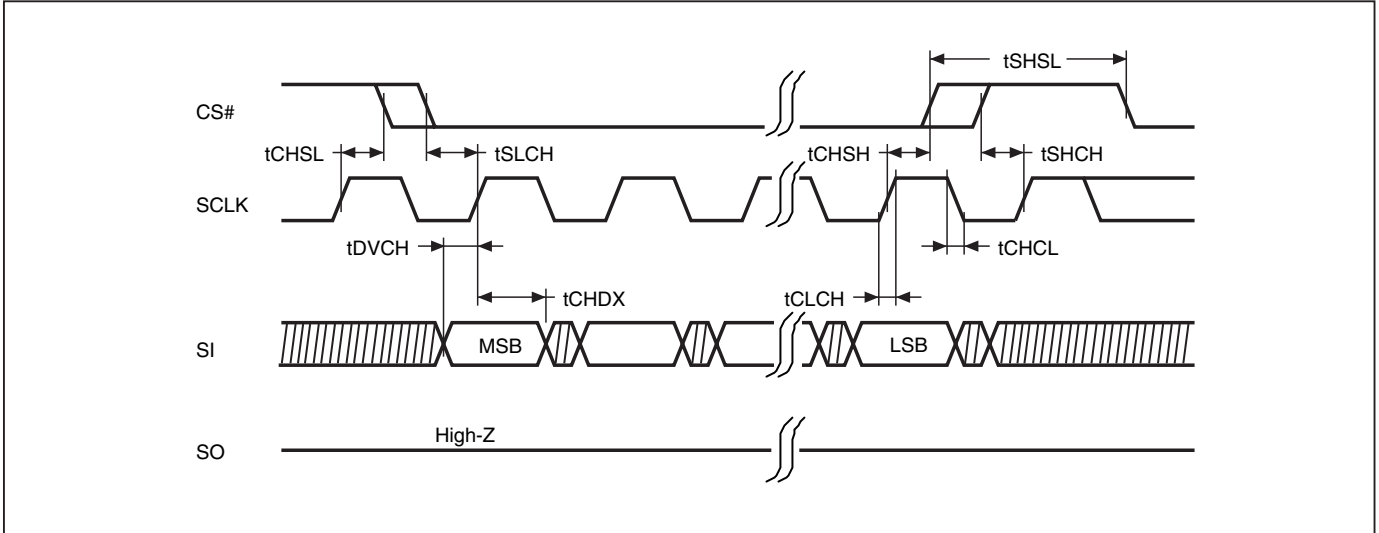 tSHSL
CS#
tCHSL
tSLCH
tCHSH
tSHCH
SCLK
tDVCH
tCHCL
tCHDX
tCLCH
SI
MSB
LSB
High-Z
SO